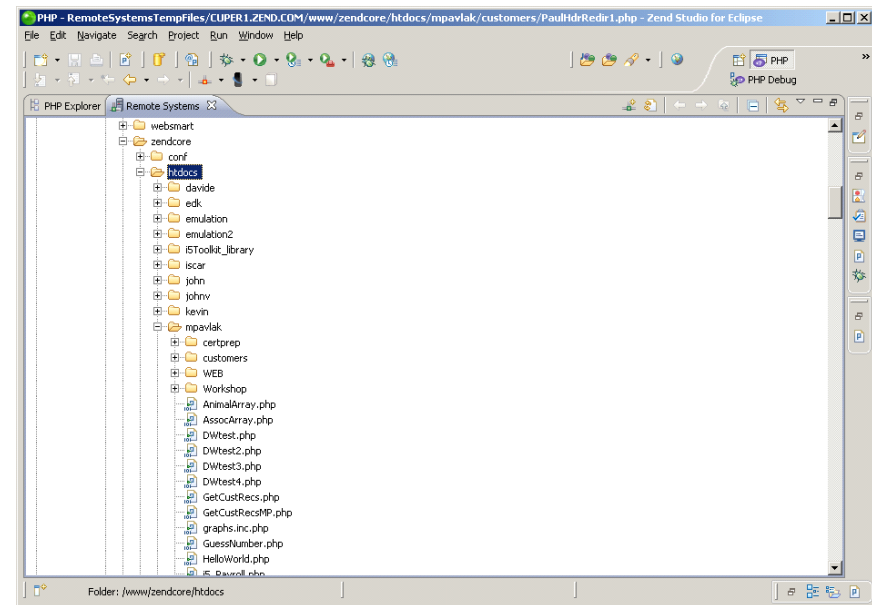 PHP - RemoteSystemsTempFiles/CUPER1.ZEND.COM/www/zendcore/htdocs/mpavlak/customers/PaulHdrRedir1.php - Zend Studio for Eclipse
File Edit Navigate Search Project Run Window Help
PHP
PHP Debug
PHP Explorer Remote Systems
websmart
zendcore
conf
htdocs
davide
edk
emulation
emulation2
i5Toolkit_library
iscar
john
johnv
kevin
mpavlak
certprep
customers
WEB
Workshop
AnimalArray.php
AssocArray.php
DWtest.php
DWtest2.php
DWtest3.php
DWtest4.php
GetCustRecs.php
GetCustRecsMP.php
graphs.inc.php
GuessNumber.php
HelloWorld.php
i5_Payroll.php
Folder: /www/zendcore/htdocs